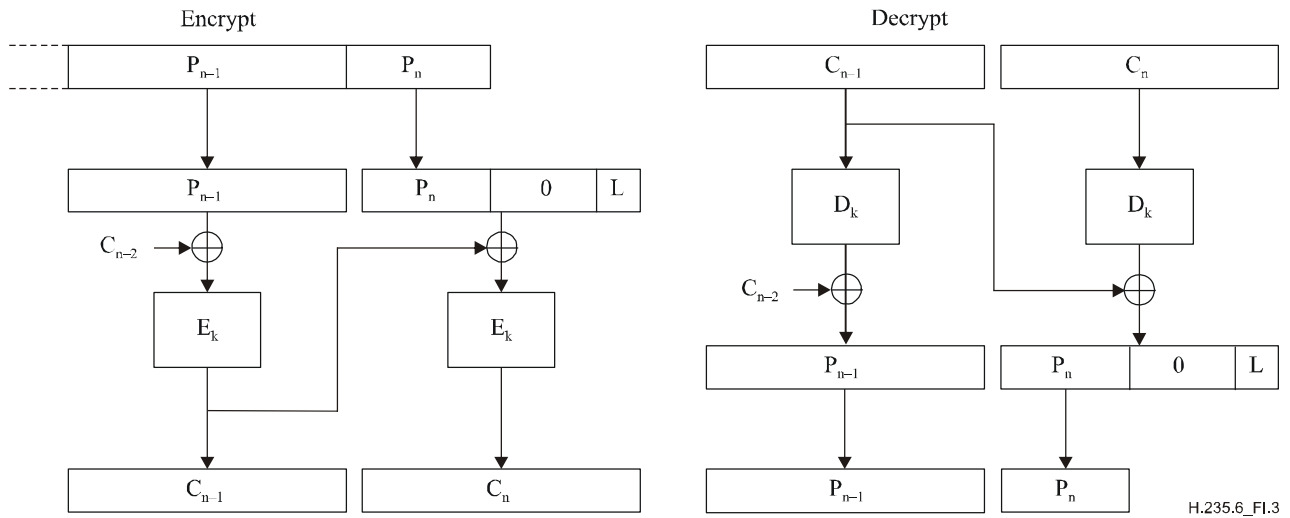 Encrypt
Decrypt
Pn–1 Pn
Cn–1 Cn
Pn–1 Pn 0 L
Dk Dk
Cn–2
Cn–2
Ek Ek
Pn–1 Pn 0 L
Cn–1 Cn
Pn–1 Pn
H.235.6_FI.3